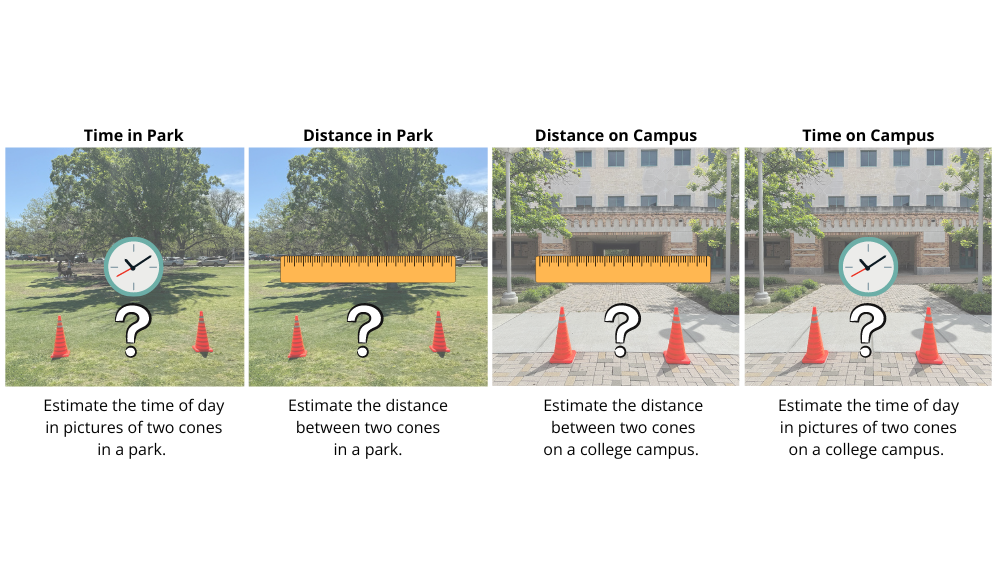 Time in Park
Estimate the time of day
in pictures of two cones
in a park.
Distance in Park
Estimate the distance
between two cones
in a park.
Distance on Campus
Estimate the distance
between two cones
on a college campus.
Time on Campus
Estimate the time of day
in pictures of two cones
on a college campus.
?
?
?
?